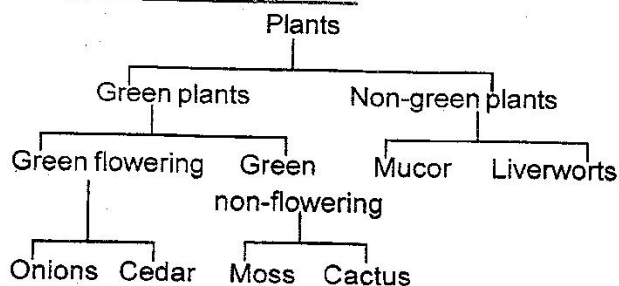 Plants
Green plants Non-green plants
Green flowering Green non-flowering Mucor Liverworts
Onions Cedar Moss Cactus